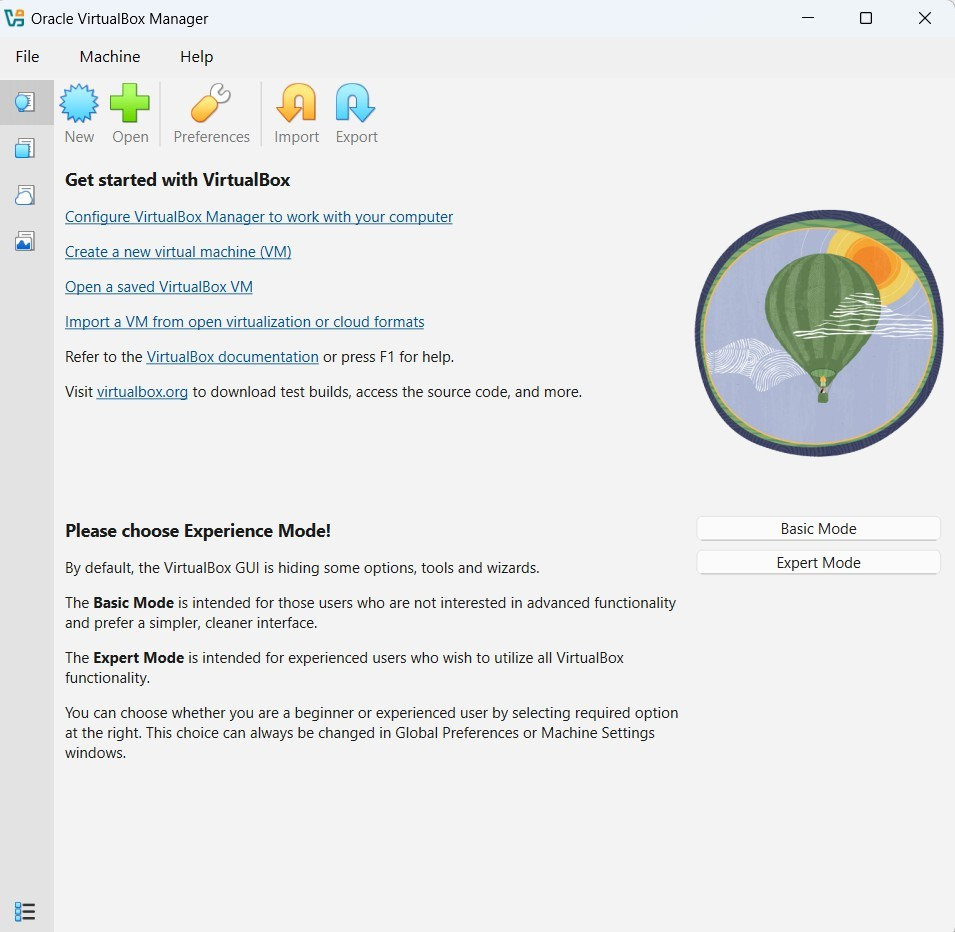 Oracle VirtualBox Manager
File Machine Help
New Open Preferences Import Export
Get started with VirtualBox
Configure VirtualBox Manager to work with your computer
Create a new virtual machine (VM)
Open a saved VirtualBox VM
Import a VM from open virtualization or cloud formats
Refer to the VirtualBox documentation or press F1 for help.
Visit virtualbox.org to download test builds, access the source code, and more.
Please choose Experience Mode!
By default, the VirtualBox GUI is hiding some options, tools and wizards.
The Basic Mode is intended for those users who are not interested in advanced functionality
and prefer a simpler, cleaner interface.
The Expert Mode is intended for experienced users who wish to utilize all VirtualBox
functionality.
You can choose whether you are a beginner or experienced user by selecting required option
at the right. This choice can always be changed in Global Preferences or Machine Settings
windows.
Basic Mode
Expert Mode